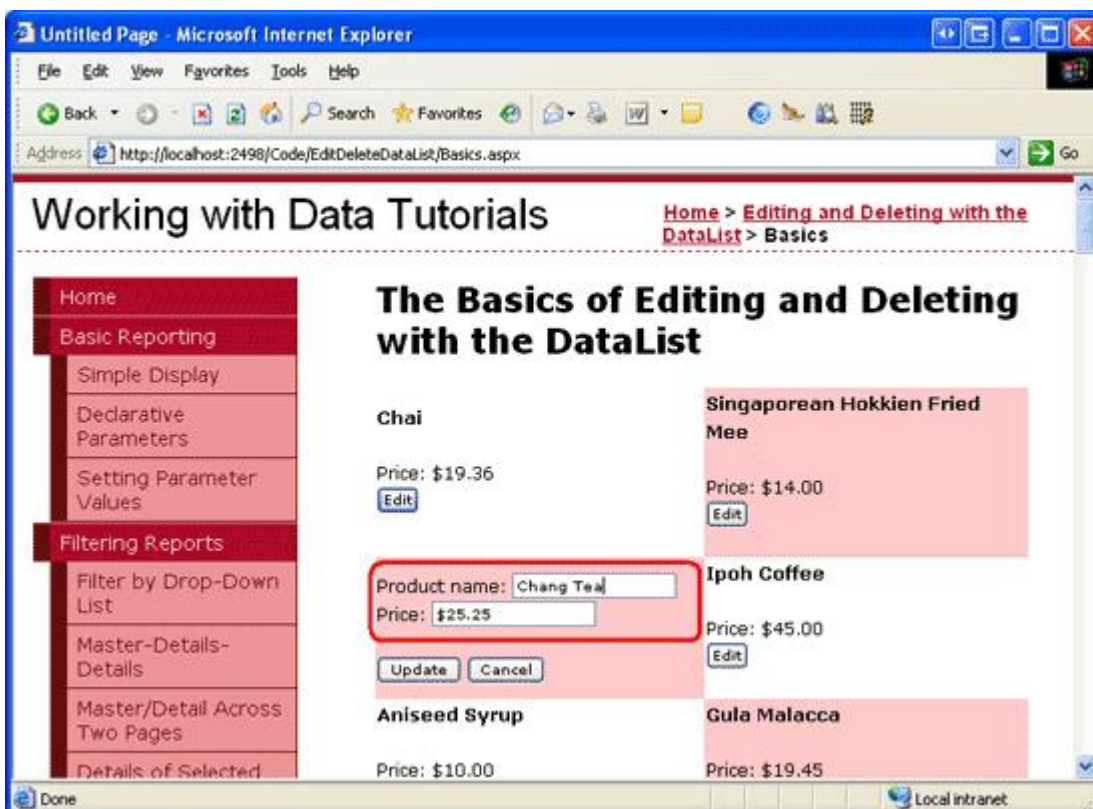 Untitled Page - Microsoft Internet Explorer
File Edit View Favorites Tools Help
Back Search Favorites
Address http://localhost:2498/Code/EditDeleteDataList/Basics.aspx Go
Working with Data Tutorials
Home > Editing and Deleting with the
DataList > Basics
Home
Basic Reporting
Simple Display
Declarative
Parameters
Setting Parameter
Values
Filtering Reports
Filter by Drop-Down
List
Master-Details-
Details
Master/Detail Across
Two Pages
Details of Selected
The Basics of Editing and Deleting
with the DataList
Chai
Price: $19.36
Edit
Singaporean Hokkien Fried
Mee
Price: $14.00
Edit
Product name: Chang Tea
Price: $25.25
Update Cancel
Ipoh Coffee
Price: $45.00
Edit
Aniseed Syrup
Price: $10.00
Gula Malacca
Price: $19.45
Done
Local intranet